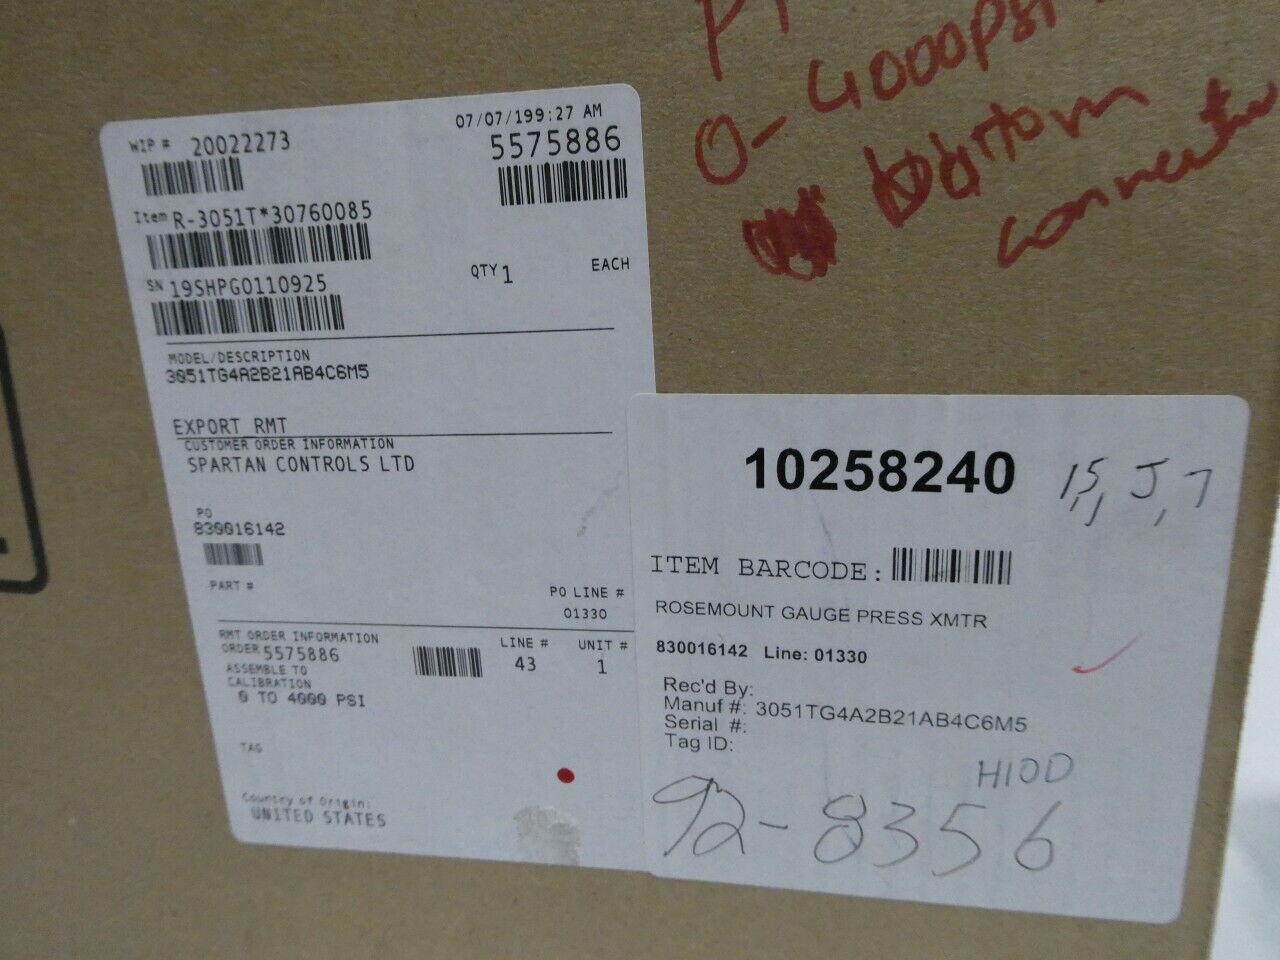 0-4000PSI
bottom
connection
WIP # 20022273
07/07/199:27 AM
5575886
Item R-3051T*30760085
SN 19SHPG0110925
QTY 1 EACH
MODEL/DESCRIPTION
3051TG4A2B21AB4C6M5
EXPORT RMT
CUSTOMER ORDER INFORMATION
SPARTAN CONTROLS LTD
PO
830016142
PART #
PO LINE #
01330
RMT ORDER INFORMATION
ORDER 5575886
LINE # UNIT #
43 1
ASSEMBLE TO
CALIBRATION
0 TO 4000 PSI
TAG
Country of Origin:
UNITED STATES
10258240 15, J, 7
ITEM BARCODE:
ROSEMOUNT GAUGE PRESS XMTR
830016142 Line: 01330
Rec'd By:
Manuf #: 3051TG4A2B21AB4C6M5
Serial #:
Tag ID:
H10D
92-8356